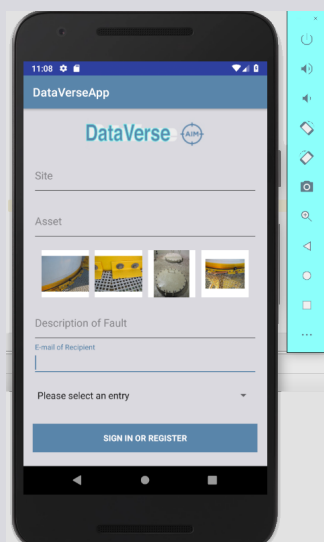 11:08
DataVerseApp
DataVerse AIM
Site
Asset
Description of Fault
E-mail of Recipient
Please select an entry
SIGN IN OR REGISTER